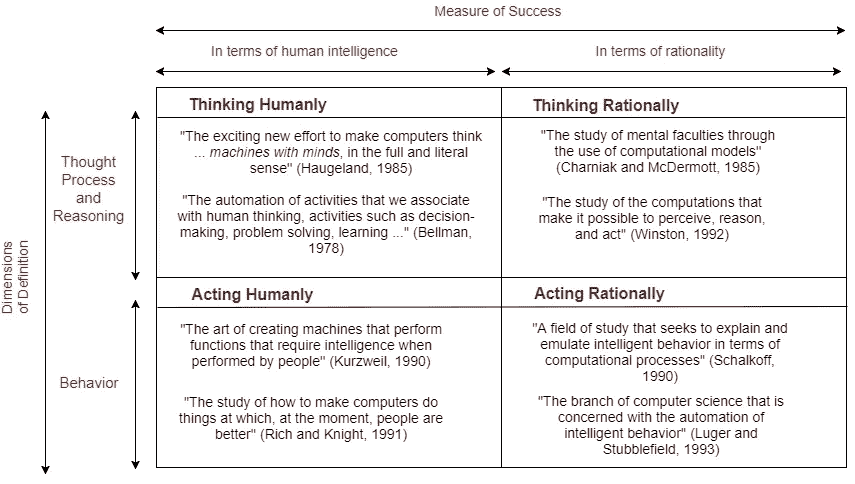 Measure of Success
In terms of human intelligence
In terms of rationality
Dimensions
of Definition
Thought
Process
and
Reasoning
Thinking Humanly
"The exciting new effort to make computers think
... machines with minds, in the full and literal
sense" (Haugeland, 1985)
"The automation of activities that we associate
with human thinking, activities such as decision-
making, problem solving, learning ..." (Bellman,
1978)
Thinking Rationally
"The study of mental faculties through
the use of computational models"
(Charniak and McDermott, 1985)
"The study of the computations that
make it possible to perceive, reason,
and act" (Winston, 1992)
Behavior
Acting Humanly
"The art of creating machines that perform
functions that require intelligence when
performed by people" (Kurzweil, 1990)
"The study of how to make computers do
things at which, at the moment, people are
better" (Rich and Knight, 1991)
Acting Rationally
"A field of study that seeks to explain and
emulate intelligent behavior in terms of
computational processes" (Schalkoff,
1990)
"The branch of computer science that is
concerned with the automation of
intelligent behavior" (Luger and
Stubblefield, 1993)